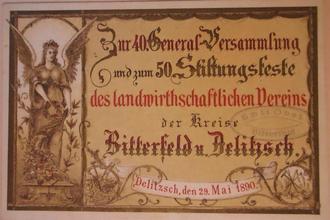 Zur 40. General-Versammlung
und zum 50. Stiftungsfeste
des landwirthschaftlichen Vereins
der Kreise
Bitterfeld u. Delitzsch.
Delitzsch, den 29. Mai 1890.